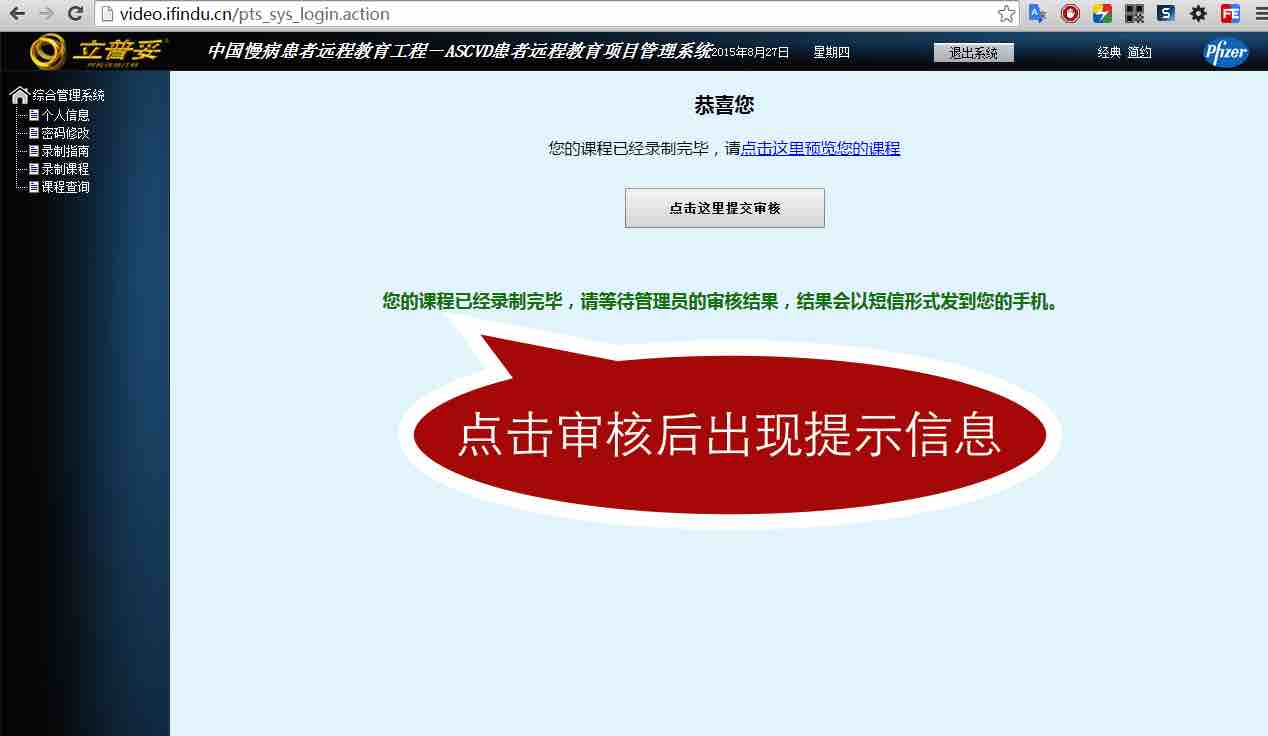 video.ifindu.cn/pts_sys_login.action
立普妥 中国慢病患者远程教育工程－ASCVD患者远程教育项目管理系统 2015年8月27日 星期四 退出系统 经典 简约 Pfizer
综合管理系统
个人信息
密码修改
录制指南
录制课程
课程查询
恭喜您
您的课程已经录制完毕，请点击这里预览您的课程
点击这里提交审核
您的课程已经录制完毕，请等待管理员的审核结果，结果会以短信形式发到您的手机。
点击审核后出现提示信息